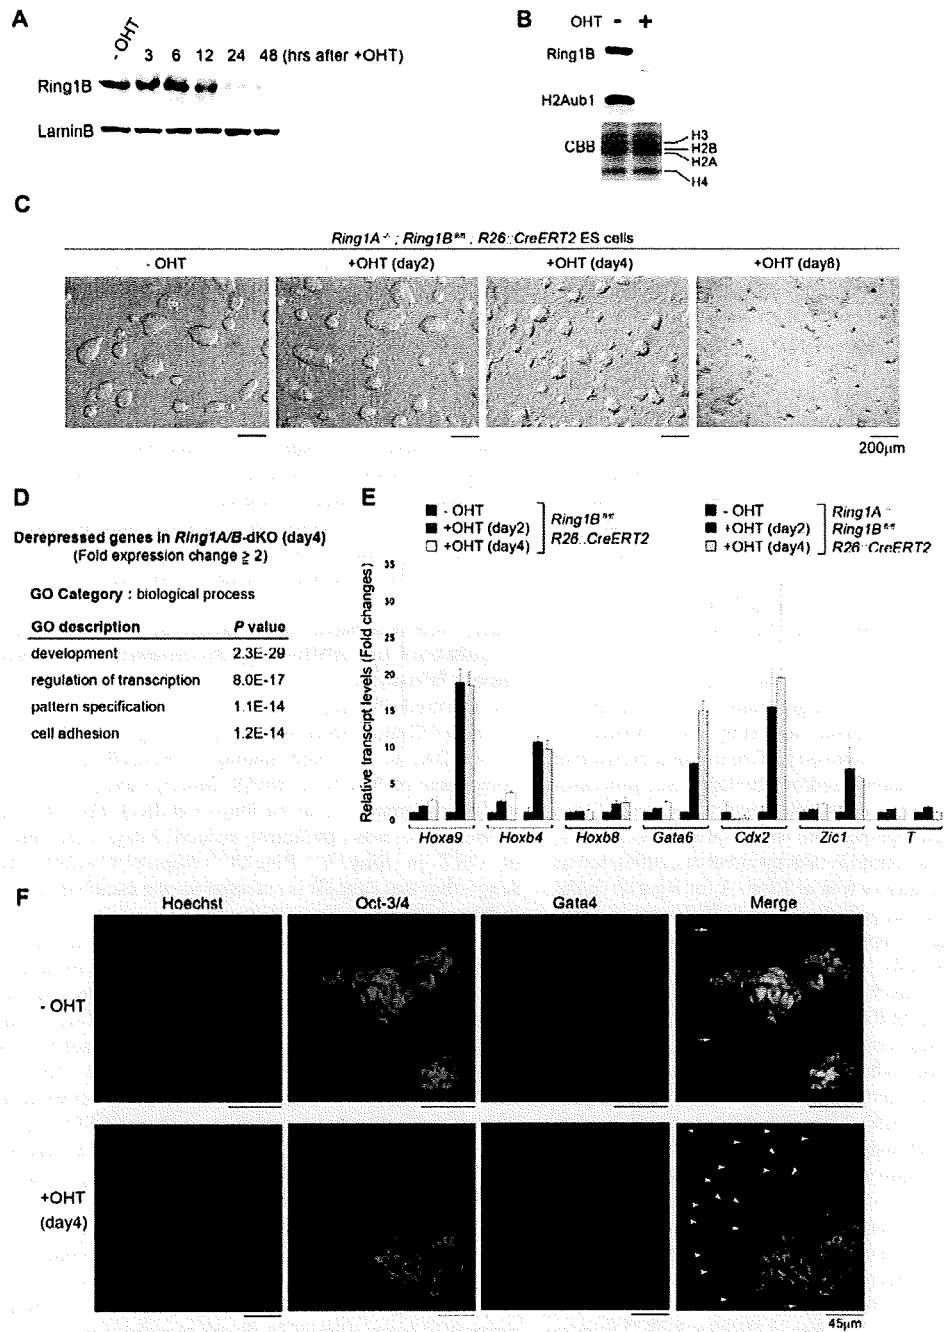 A
- OHT
3 6 12 24 48 (hrs after +OHT)
Ring1B
LaminB
B
OHT - +
Ring1B
H2Aub1
CBB
H3
H2B
H2A
H4
C
Ring1A-/-; Ring1Bfl/fl; R26::CreERT2 ES cells
- OHT
+OHT (day2)
+OHT (day4)
+OHT (day8)
200μm
D
Derepressed genes in Ring1A/B-dKO (day4)
(Fold expression change ≧ 2)
GO Category : biological process
GO description P value
development 2.3E-29
regulation of transcription 8.0E-17
pattern specification 1.1E-14
cell adhesion 1.2E-14
E
- OHT
+OHT (day2)
+OHT (day4)
Ring1Bfl/fl
R26::CreERT2
- OHT
+OHT (day2)
+OHT (day4)
Ring1A-/-
Ring1Bfl/fl
R26::CreERT2
Relative transcipt levels (Fold changes)
35
30
25
20
15
10
5
0
Hoxa9 Hoxb4 Hoxb8 Gata6 Cdx2 Zic1 T
F
Hoechst Oct-3/4 Gata4 Merge
- OHT
+OHT
(day4)
45μm